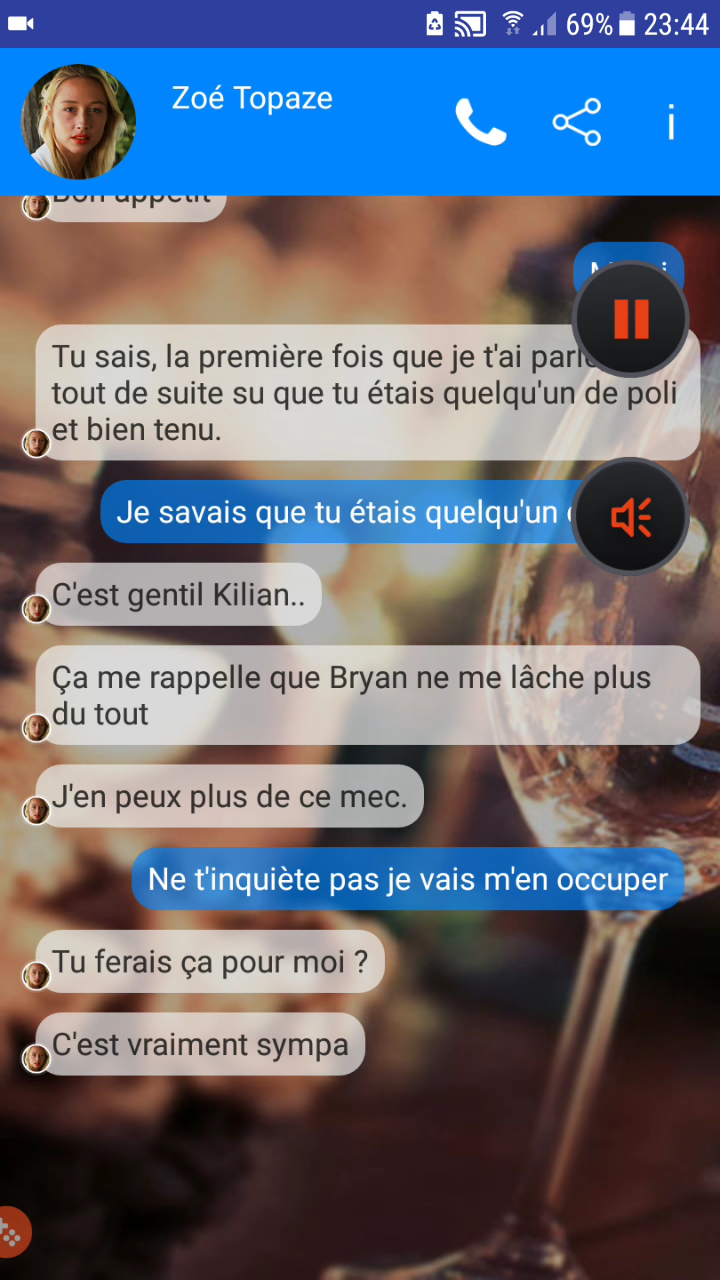 69% 23:44
Zoé Topaze
Bon appétit
Tu sais, la première fois que je t'ai
tout de suite su que tu étais quelqu'un de poli
et bien tenu.
Je savais que tu étais quelqu'un
C'est gentil Kilian..
Ça me rappelle que Bryan ne me lâche plus
du tout
J'en peux plus de ce mec.
Ne t'inquiète pas je vais m'en occuper
Tu ferais ça pour moi ?
C'est vraiment sympa